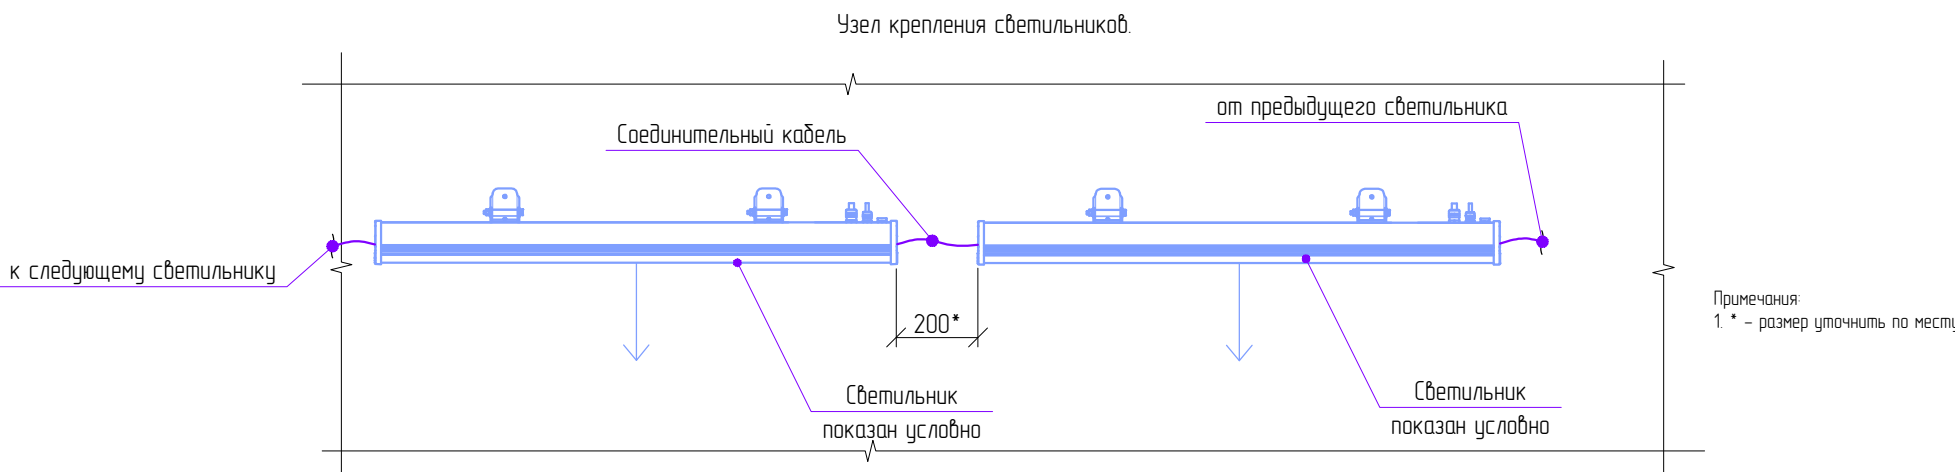 Узел крепления светильников.
от предыдущего светильника
Соединительный кабель
к следующему светильнику
Примечания:
1. * - размер уточнить по месту
200*
Светильник
показан условно
Светильник
показан условно